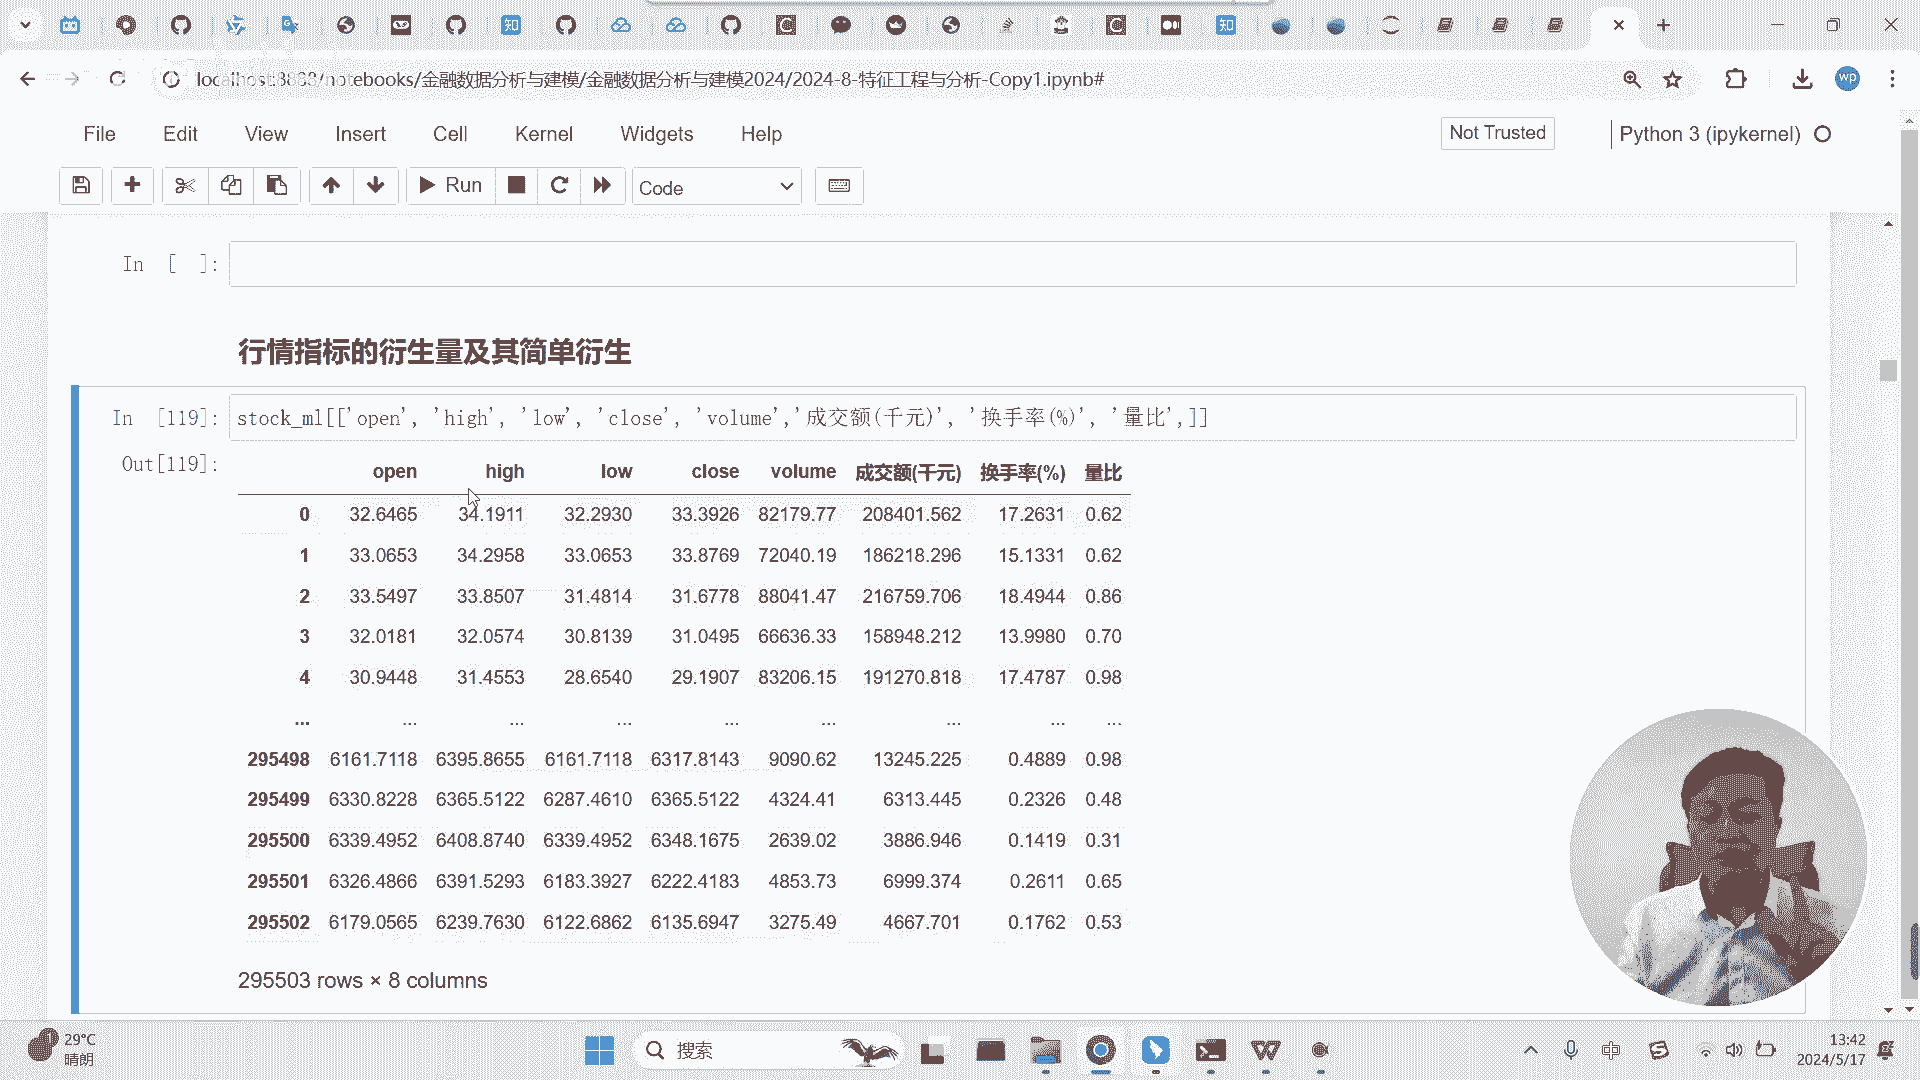 localhost:8888/notebooks/金融数据分析与建模/金融数据分析与建模2024/2024-8-特征工程与分析-Copy1.ipynb#
wp
File Edit View Insert Cell Kernel Widgets Help
Not Trusted
Python 3 (ipykernel)
Run
Code
In [ ]:
行情指标的衍生量及其简单衍生
In [119]: stock_ml[['open', 'high', 'low', 'close', 'volume','成交额(千元)', '换手率(%)', '量比',]]
Out[119]:
open high low close volume 成交额(千元) 换手率(%) 量比
0 32.6465 34.1911 32.2930 33.3926 82179.77 208401.562 17.2631 0.62
1 33.0653 34.2958 33.0653 33.8769 72040.19 186218.296 15.1331 0.62
2 33.5497 33.8507 31.4814 31.6778 88041.47 216759.706 18.4944 0.86
3 32.0181 32.0574 30.8139 31.0495 66636.33 158948.212 13.9980 0.70
4 30.9448 31.4553 28.6540 29.1907 83206.15 191270.818 17.4787 0.98
... ... ... ... ... ... ... ... ...
295498 6161.7118 6395.8655 6161.7118 6317.8143 9090.62 13245.225 0.4889 0.98
295499 6330.8228 6365.5122 6287.4610 6365.5122 4324.41 6313.445 0.2326 0.48
295500 6339.4952 6408.8740 6339.4952 6348.1675 2639.02 3886.946 0.1419 0.31
295501 6326.4866 6391.5293 6183.3927 6222.4183 4853.73 6999.374 0.2611 0.65
295502 6179.0565 6239.7630 6122.6862 6135.6947 3275.49 4667.701 0.1762 0.53
295503 rows × 8 columns
29°C
晴朗
搜索
中
13:42
2024/5/17